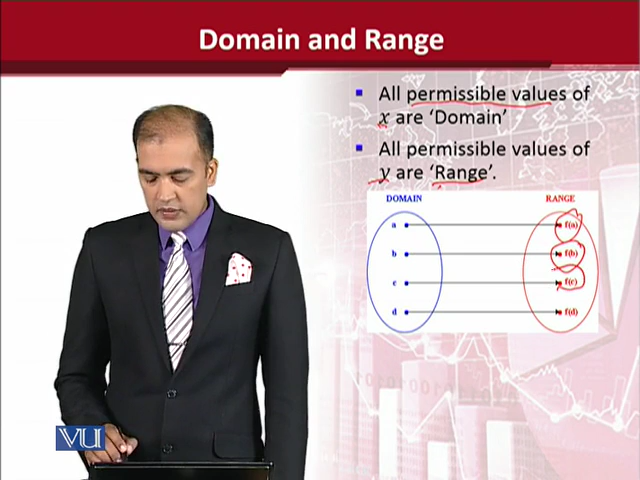 Domain and Range
All permissible values of
x are ‘Domain’
All permissible values of
y are ‘Range’.
DOMAIN RANGE
a f(a)
b f(b)
c f(c)
d f(d)
VU